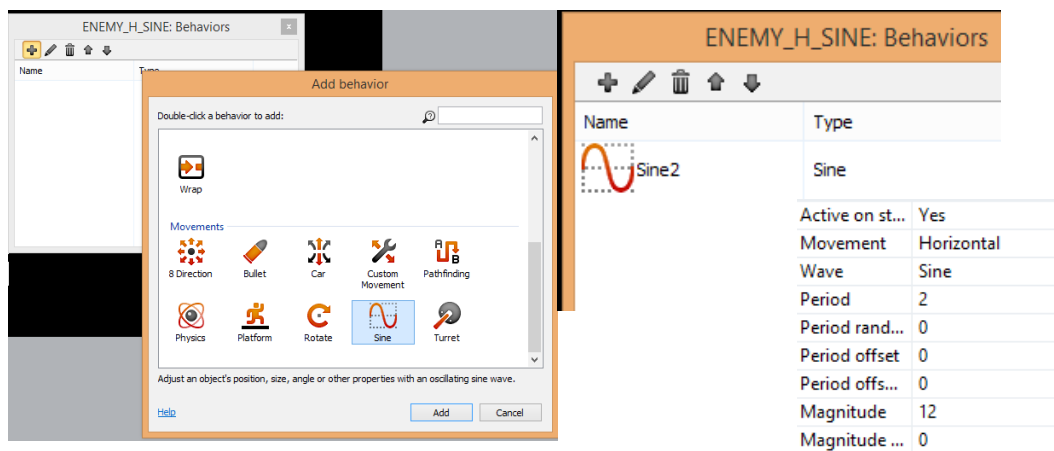 ENEMY_H_SINE: Behaviors
x
Name
Add behavior
Double-click a behavior to add:
Wrap
Movements
8 Direction Bullet Car Custom Movement Pathfinding
Physics Platform Rotate Sine Turret
Adjust an object's position, size, angle or other properties with an oscillating sine wave.
Help Add Cancel
ENEMY_H_SINE: Behaviors
Name Type
Sine2 Sine
Active on st... Yes
Movement Horizontal
Wave Sine
Period 2
Period rand... 0
Period offset 0
Period offs... 0
Magnitude 12
Magnitude ... 0